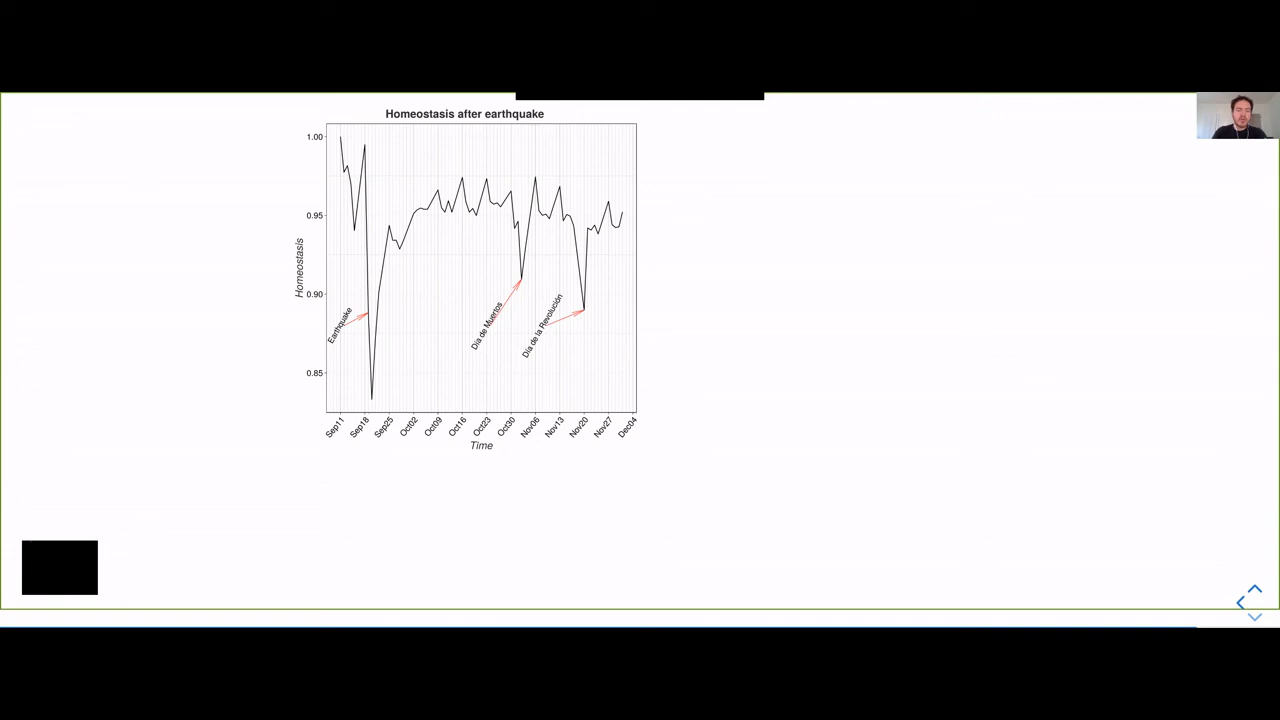 Homeostasis after earthquake
1.00
0.95
0.90
0.85
Homeostasis
Earthquake
Día de Muertos
Día de la Revolución
Sep11
Sep18
Sep25
Oct02
Oct09
Oct16
Oct23
Oct30
Nov06
Nov13
Nov20
Nov27
Dec04
Time